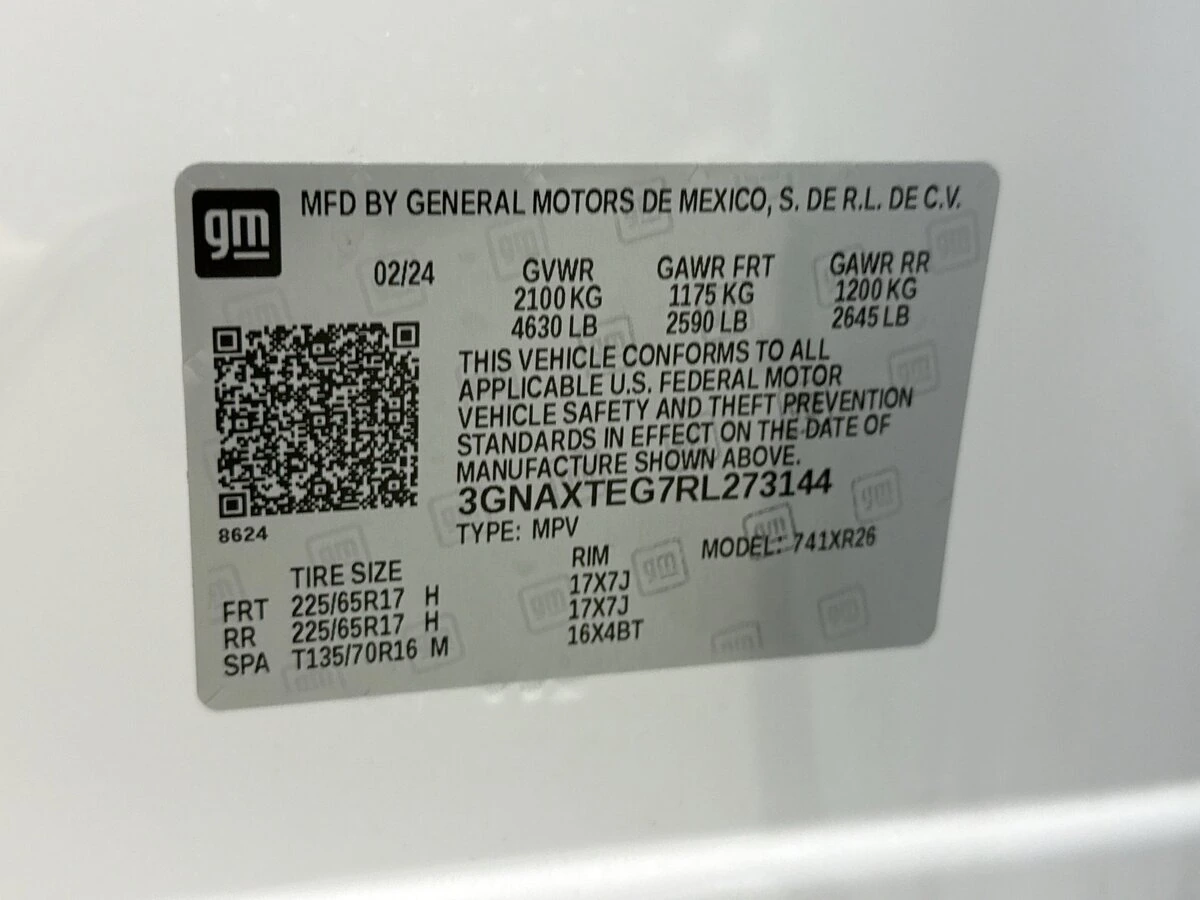 gm MFD BY GENERAL MOTORS DE MEXICO, S. DE R.L. DE C.V.
02/24 GVWR GAWR FRT GAWR RR
2100 KG 1175 KG 1200 KG
4630 LB 2590 LB 2645 LB
THIS VEHICLE CONFORMS TO ALL
APPLICABLE U.S. FEDERAL MOTOR
VEHICLE SAFETY AND THEFT PREVENTION
STANDARDS IN EFFECT ON THE DATE OF
MANUFACTURE SHOWN ABOVE.
3GNAXTEG7RL273144
8624 TYPE: MPV MODEL: 741XR26
TIRE SIZE RIM
FRT 225/65R17 H 17X7J
RR 225/65R17 H 17X7J
SPA T135/70R16 M 16X4BT